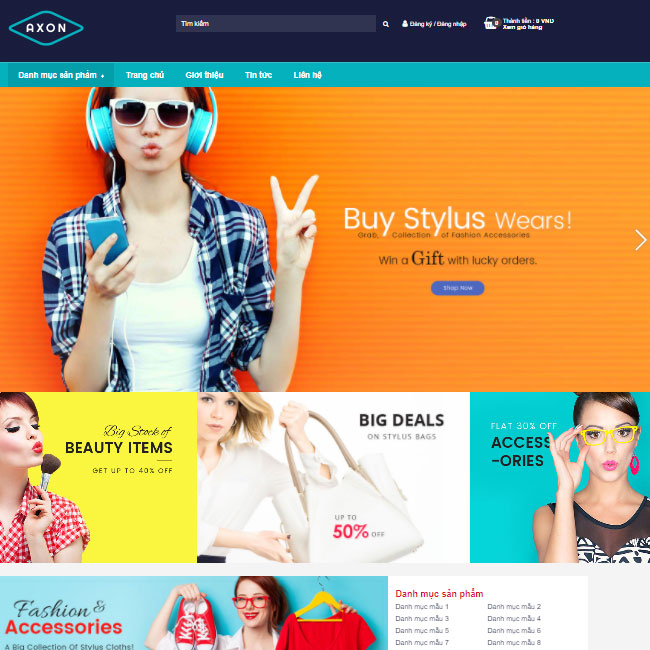 AXON
Tìm kiếm
Đăng ký / Đăng nhập
0
Thành tiền : 0 VNĐ
Xem giỏ hàng
Danh mục sản phẩm +
Trang chủ
Giới thiệu
Tin tức
Liên hệ
Buy Stylus Wears!
Grab, Collection of Fashion Accessories
Win a Gift with lucky orders.
Shop Now
Big Stock of
BEAUTY ITEMS
GET UP TO 40% OFF
BIG DEALS
ON STYLUS BAGS
UP TO
50% OFF
FLAT 30% OFF
ACCESS
-ORIES
Fashion &
Accessories
A Big Collection Of Stylus Cloths!
Danh mục sản phẩm
Danh mục mẫu 1
Danh mục mẫu 2
Danh mục mẫu 3
Danh mục mẫu 4
Danh mục mẫu 5
Danh mục mẫu 6
Danh mục mẫu 7
Danh mục mẫu 8